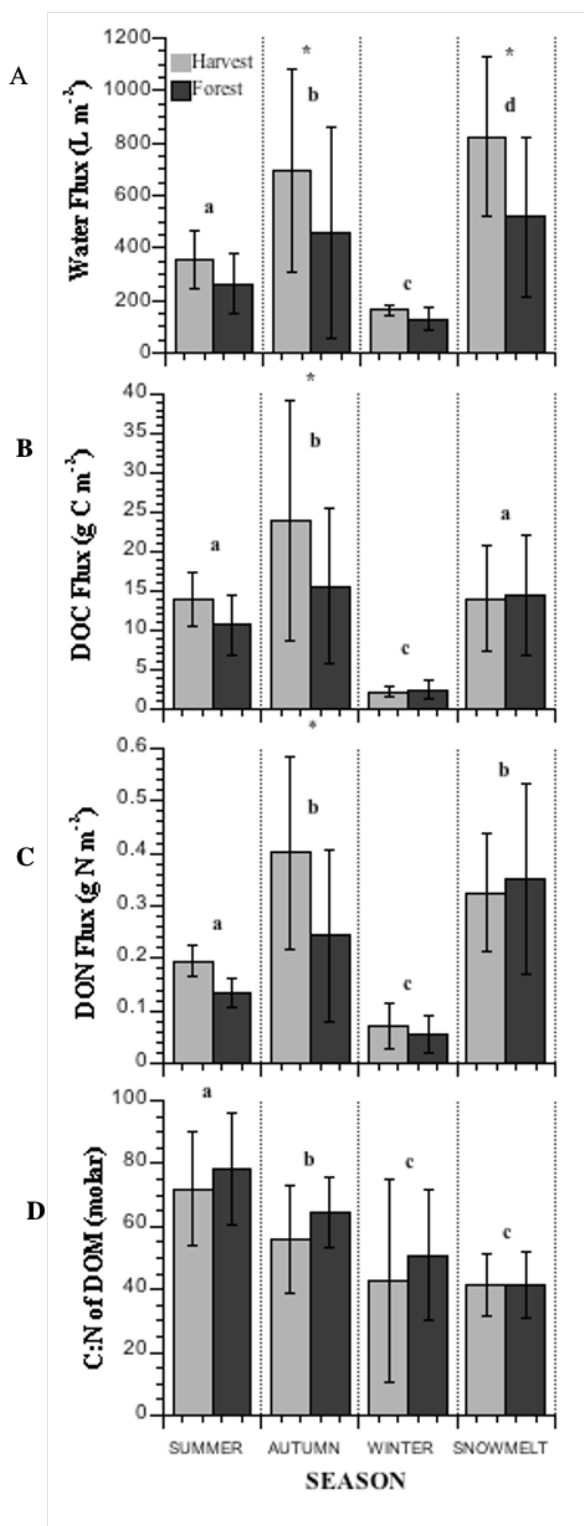 A
Water Flux (L m⁻²)
1200
1000
800
600
400
200
0
Harvest
Forest
* *
a b c d
B
DOC Flux (g C m⁻²)
40
35
30
25
20
15
10
5
0
*
a b c a
C
DON Flux (g N m⁻²)
0.6
0.5
0.4
0.3
0.2
0.1
0
*
a b c b
D
C:N of DOM (molar)
100
80
60
40
20
0
a b c c
SUMMER AUTUMN WINTER SNOWMELT
SEASON